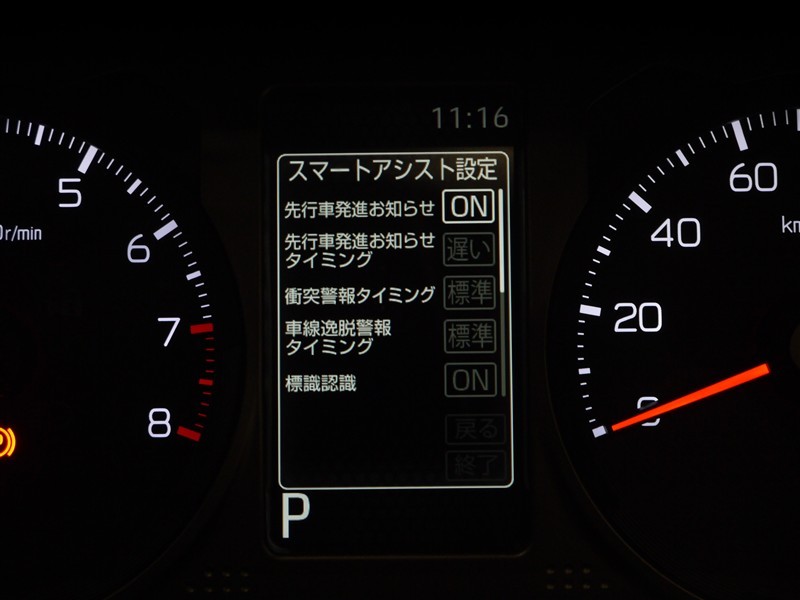 11:16
スマートアシスト設定
先行車発進お知らせ ON
先行車発進お知らせ
タイミング 遅い
衝突警報タイミング 標準
車線逸脱警報
タイミング 標準
標識認識 ON
戻る
終了
P
5
6
7
8
r/min
0
20
40
60
km